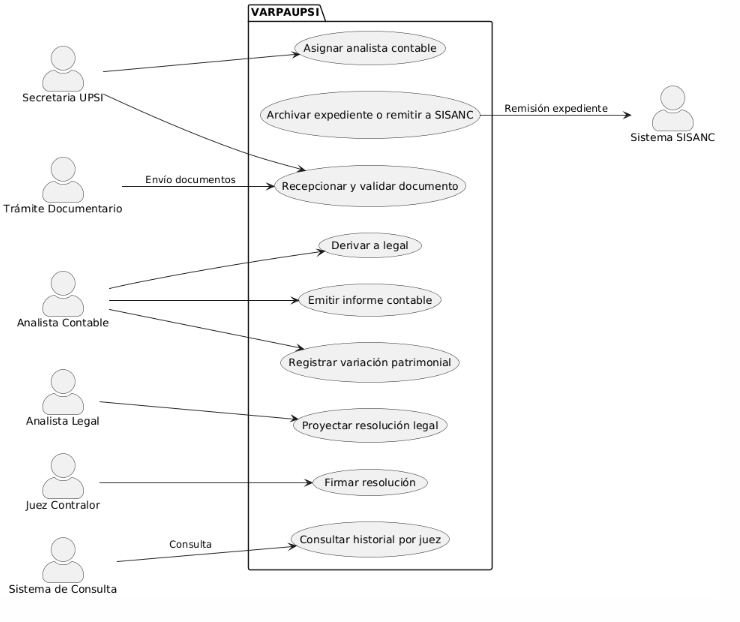 VARPAUPSI
Asignar analista contable
Secretaria UPSI
Archivar expediente o remitir a SISANC
Remisión expediente
Sistema SISANC
Trámite Documentario
Envío documentos
Recepcionar y validar documento
Derivar a legal
Analista Contable
Emitir informe contable
Registrar variación patrimonial
Analista Legal
Proyectar resolución legal
Juez Contralor
Firmar resolución
Sistema de Consulta
Consulta
Consultar historial por juez